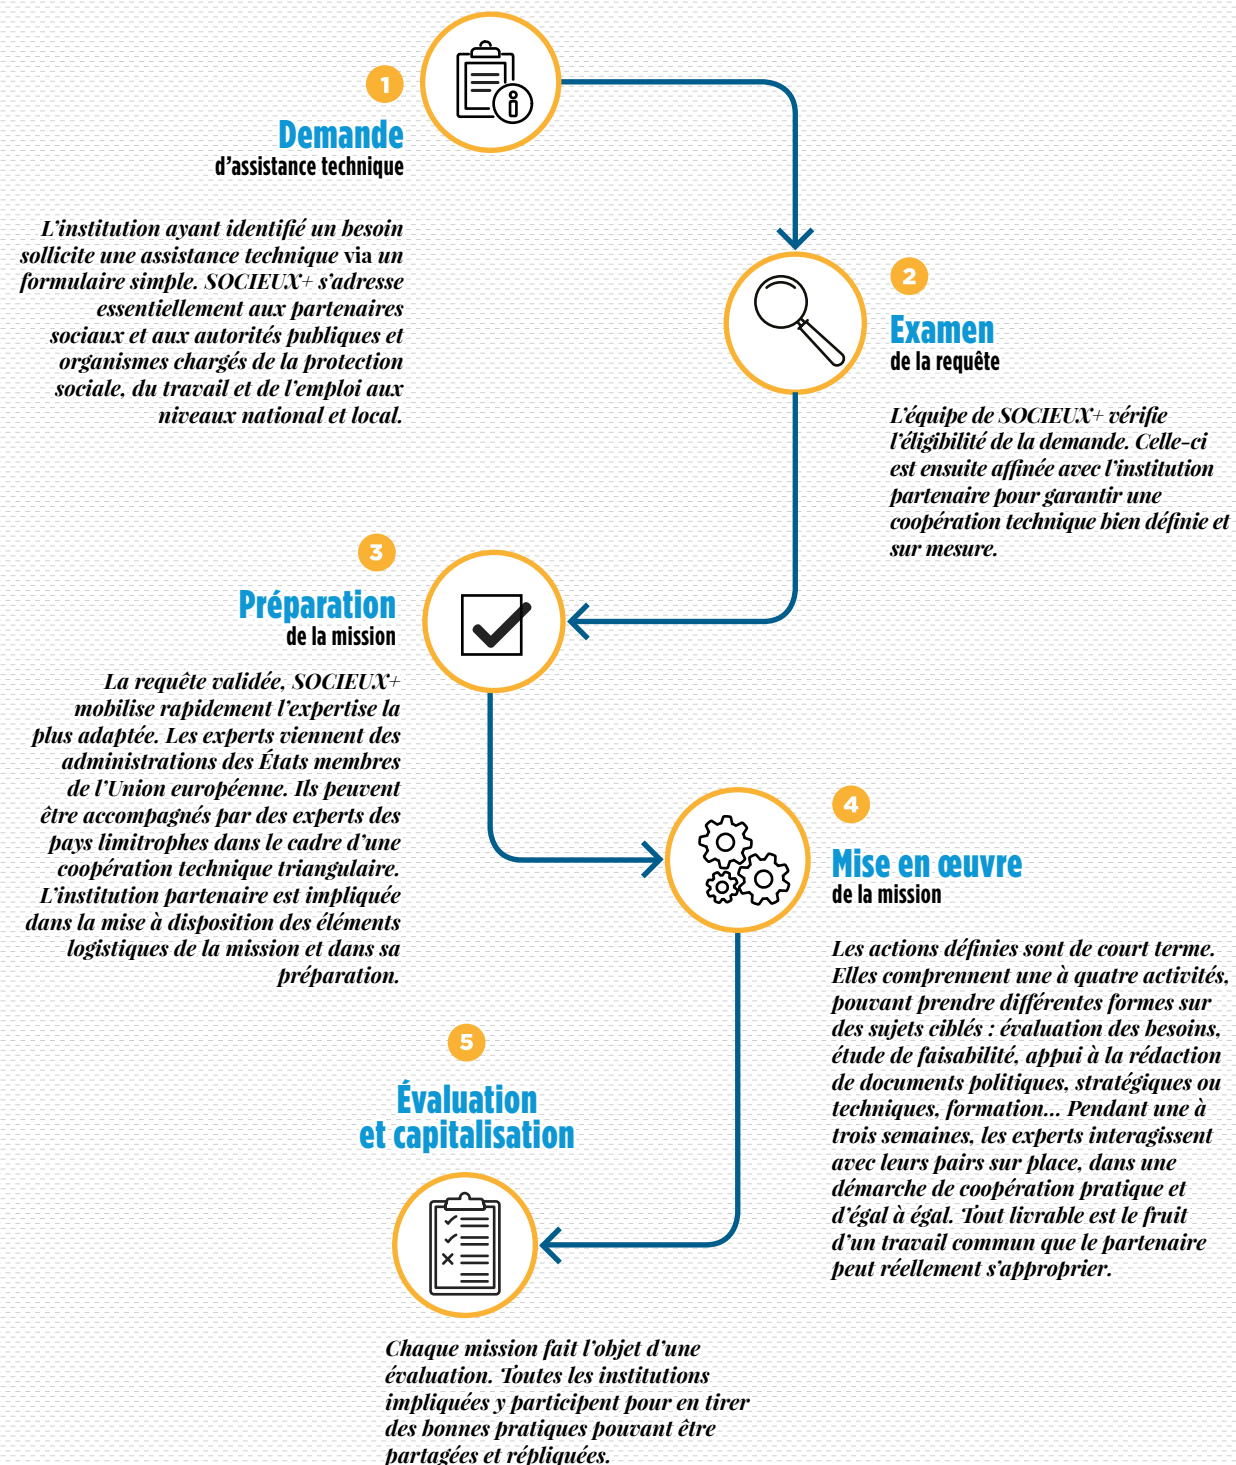 1
Demande
d’assistance technique
L’institution ayant identifié un besoin
sollicite une assistance technique via un
formulaire simple. SOCIEUX+ s’adresse
essentiellement aux partenaires
sociaux et aux autorités publiques et
organismes chargés de la protection
sociale, du travail et de l’emploi aux
niveaux national et local.
2
Examen
de la requête
L’équipe de SOCIEUX+ vérifie
l’éligibilité de la demande. Celle-ci
est ensuite affinée avec l’institution
partenaire pour garantir une
coopération technique bien définie et
sur mesure.
3
Préparation
de la mission
La requête validée, SOCIEUX+
mobilise rapidement l’expertise la
plus adaptée. Les experts viennent des
administrations des États membres
de l’Union européenne. Ils peuvent
être accompagnés par des experts des
pays limitrophes dans le cadre d’une
coopération technique triangulaire.
L’institution partenaire est impliquée
dans la mise à disposition des éléments
logistiques de la mission et dans sa
préparation.
4
Mise en œuvre
de la mission
Les actions définies sont de court terme.
Elles comprennent une à quatre activités,
pouvant prendre différentes formes sur
des sujets ciblés : évaluation des besoins,
étude de faisabilité, appui à la rédaction
de documents politiques, stratégiques ou
techniques, formation... Pendant une à
trois semaines, les experts interagissent
avec leurs pairs sur place, dans une
démarche de coopération pratique et
d’égal à égal. Tout livrable est le fruit
d’un travail commun que le partenaire
peut réellement s’approprier.
5
Évaluation
et capitalisation
Chaque mission fait l’objet d’une
évaluation. Toutes les institutions
impliquées y participent pour en tirer
des bonnes pratiques pouvant être
partagées et répliquées.